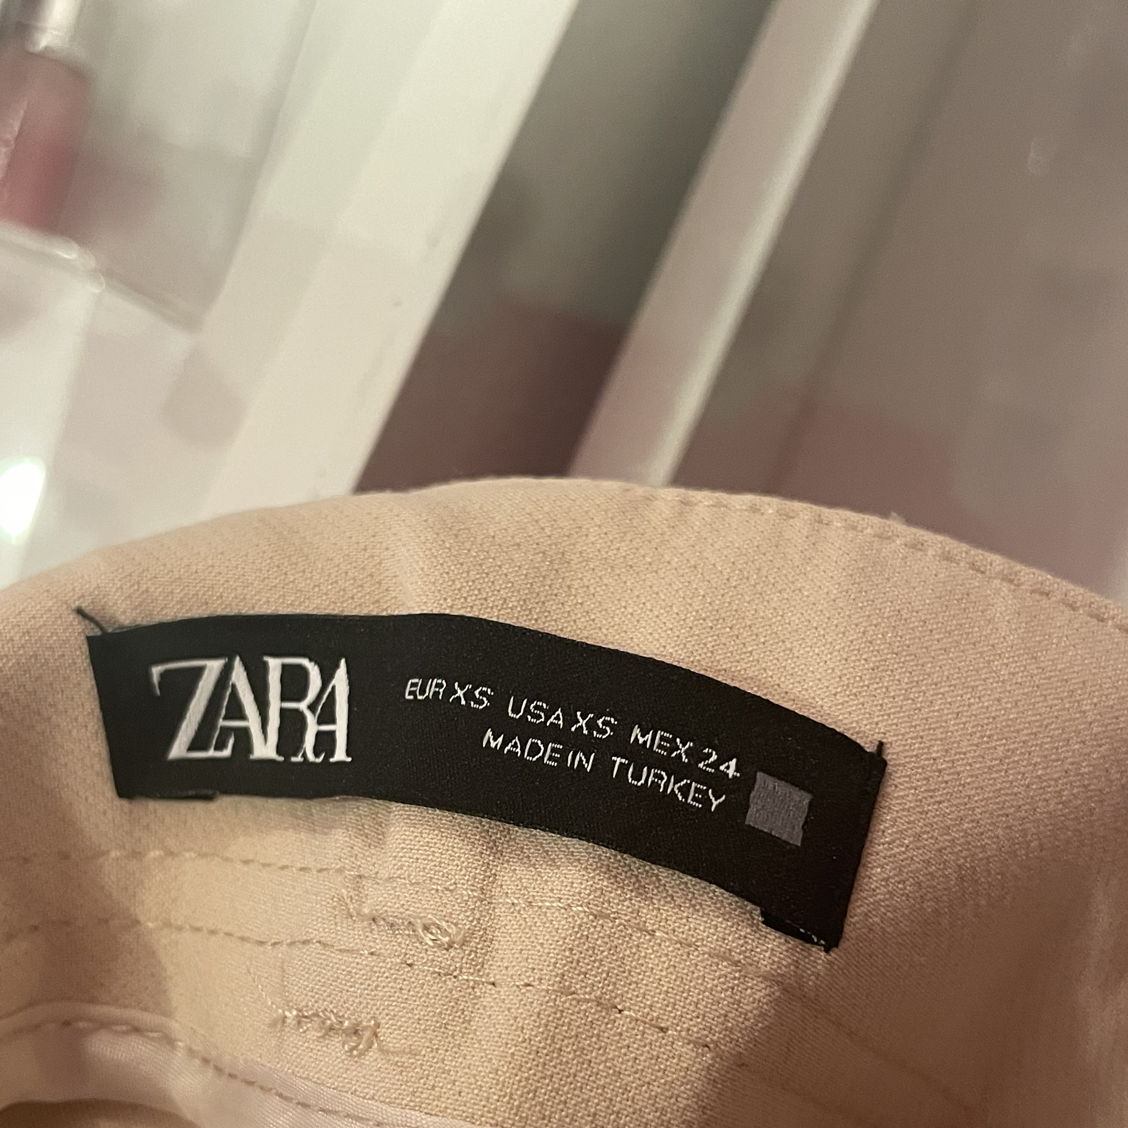 ZARA
EUR XS USA XS MEX 24
MADE IN TURKEY